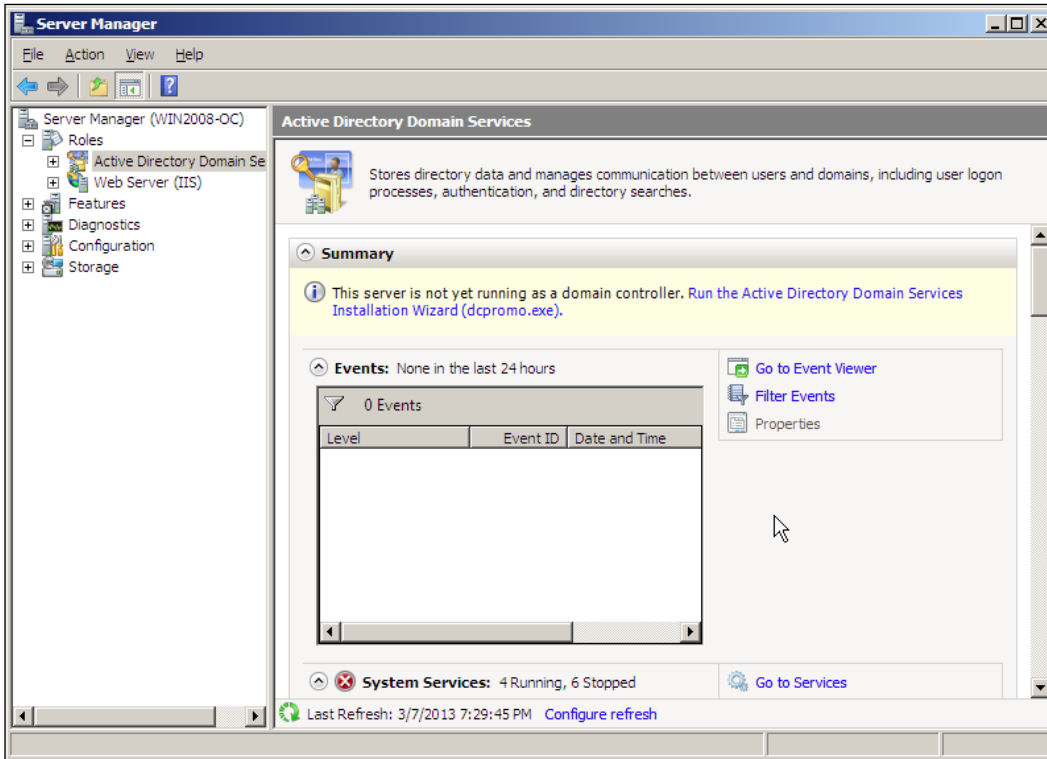 Server Manager
File Action View Help
Server Manager (WIN2008-OC)
Roles
Active Directory Domain Se
Web Server (IIS)
Features
Diagnostics
Configuration
Storage
Active Directory Domain Services
Stores directory data and manages communication between users and domains, including user logon
processes, authentication, and directory searches.
Summary
This server is not yet running as a domain controller. Run the Active Directory Domain Services
Installation Wizard (dcpromo.exe).
Events: None in the last 24 hours
0 Events
Level Event ID Date and Time
Go to Event Viewer
Filter Events
Properties
System Services: 4 Running, 6 Stopped
Go to Services
Last Refresh: 3/7/2013 7:29:45 PM Configure refresh